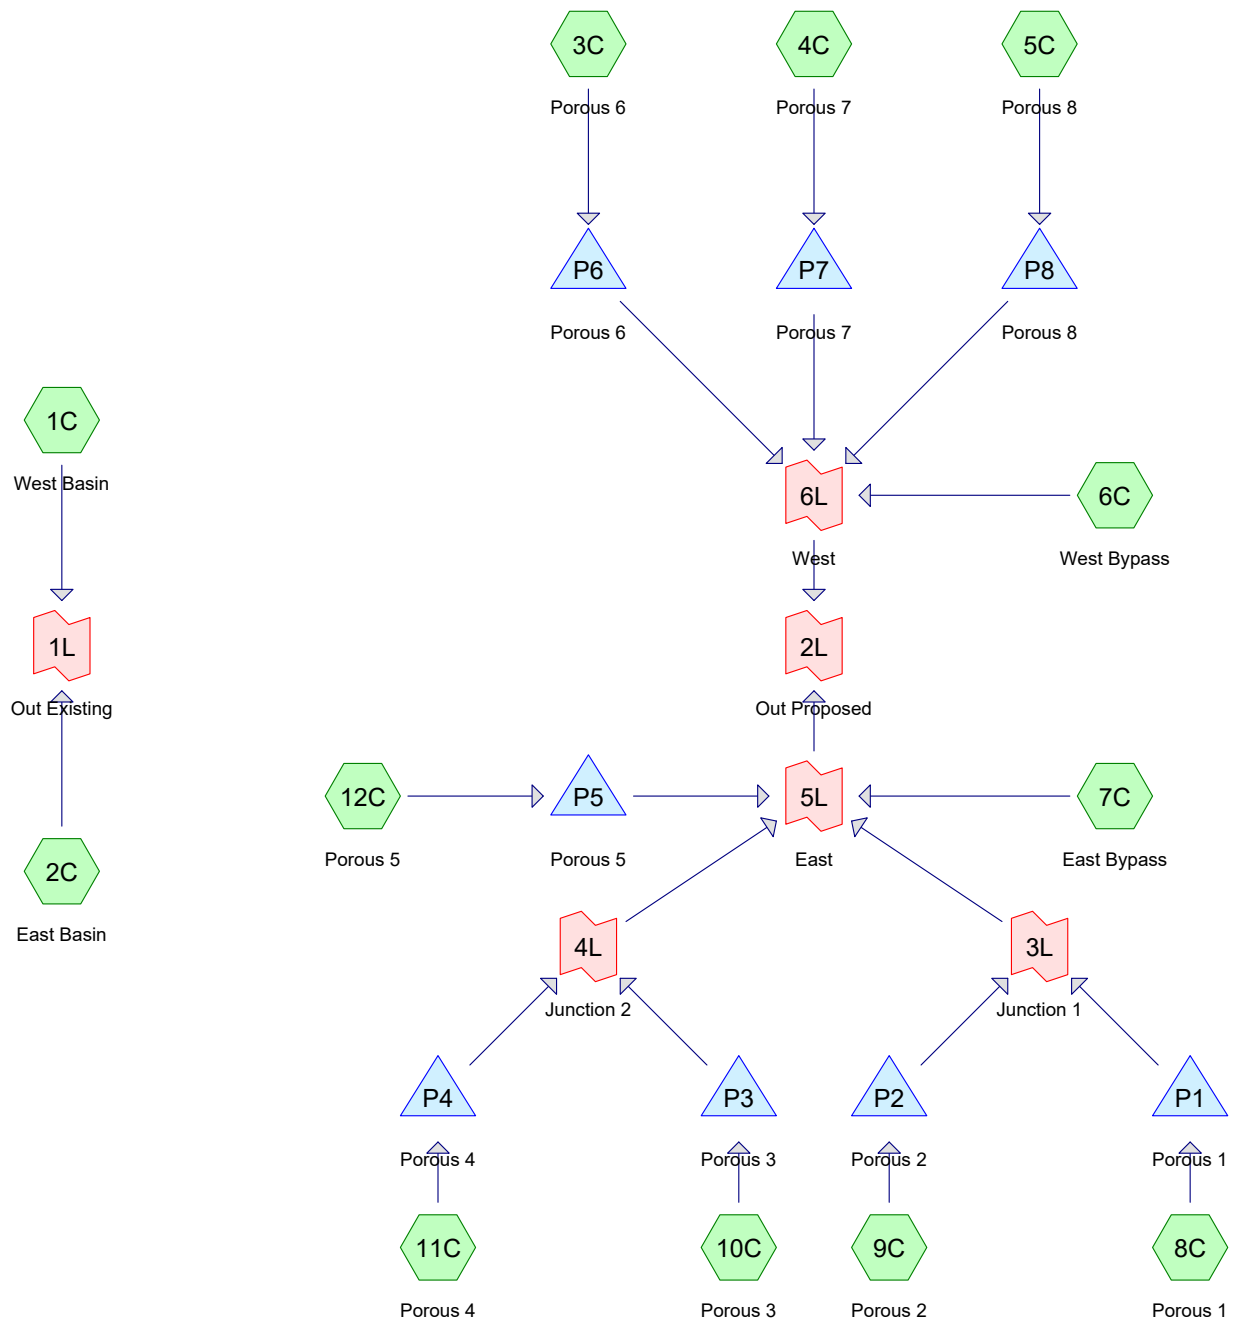 3C
4C
5C
Porous 6
Porous 7
Porous 8
P6
P7
P8
Porous 6
Porous 7
Porous 8
1C
West Basin
6L
6C
West
West Bypass
1L
2L
Out Existing
Out Proposed
12C
P5
5L
7C
Porous 5
Porous 5
East
East Bypass
2C
East Basin
4L
3L
Junction 2
Junction 1
P4
P3
P2
P1
Porous 4
Porous 3
Porous 2
Porous 1
11C
10C
9C
8C
Porous 4
Porous 3
Porous 2
Porous 1